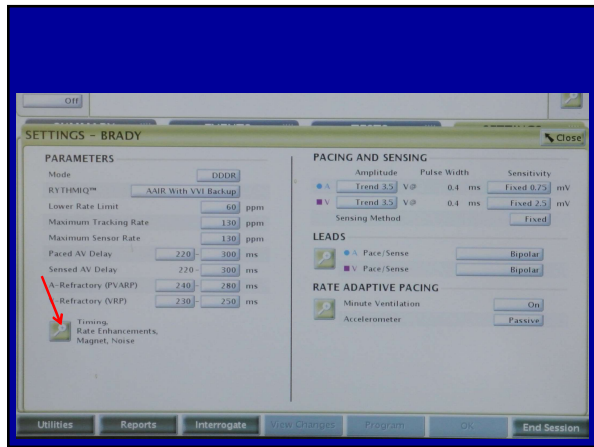 Off
SETTINGS - BRADY
Close
PARAMETERS
Mode DDDR
RYTHMIQ™ AAIR With VVI Backup
Lower Rate Limit 60 ppm
Maximum Tracking Rate 130 ppm
Maximum Sensor Rate 130 ppm
Paced AV Delay 220 - 300 ms
Sensed AV Delay 220 - 300 ms
A-Refractory (PVARP) 240 - 280 ms
-Refractory (VRP) 230 - 250 ms
Timing,
Rate Enhancements,
Magnet, Noise
PACING AND SENSING
Amplitude Pulse Width Sensitivity
A Trend 3.5 V@ 0.4 ms Fixed 0.75 mV
V Trend 3.5 V@ 0.4 ms Fixed 2.5 mV
Sensing Method Fixed
LEADS
A Pace/Sense Bipolar
V Pace/Sense Bipolar
RATE ADAPTIVE PACING
Minute Ventilation On
Accelerometer Passive
Utilities Reports Interrogate View Changes Program OK End Session